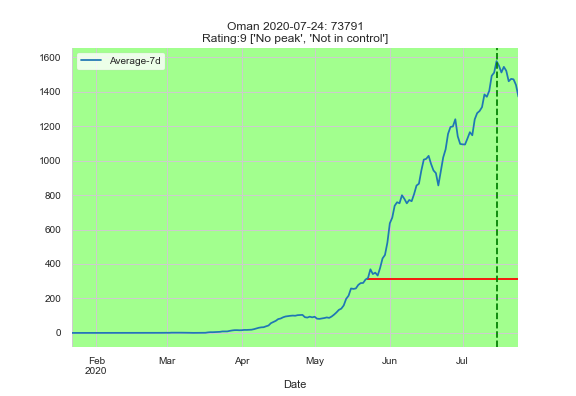 Oman 2020-07-24: 73791
Rating:9 ['No peak', 'Not in control']
Average-7d
1600
1400
1200
1000
800
600
400
200
0
Feb
2020
Mar
Apr
May
Jun
Jul
Date